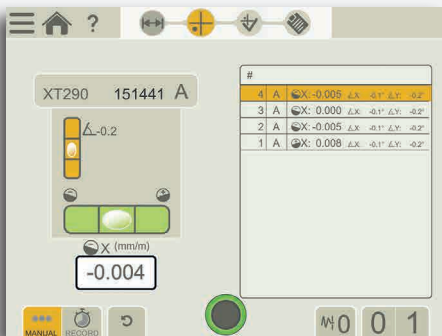 ?
XT290 151441 A
∠-0.2
X (mm/m)
-0.004
#
4 A X: -0.005 ∠X: -0.1° ∠Y: -0.2°
3 A X: 0.000 ∠X: -0.1° ∠Y: -0.2°
2 A X: -0.005 ∠X: -0.1° ∠Y: -0.2°
1 A X: 0.008 ∠X: -0.1° ∠Y: -0.2°
MANUAL RECORD
0 0 1